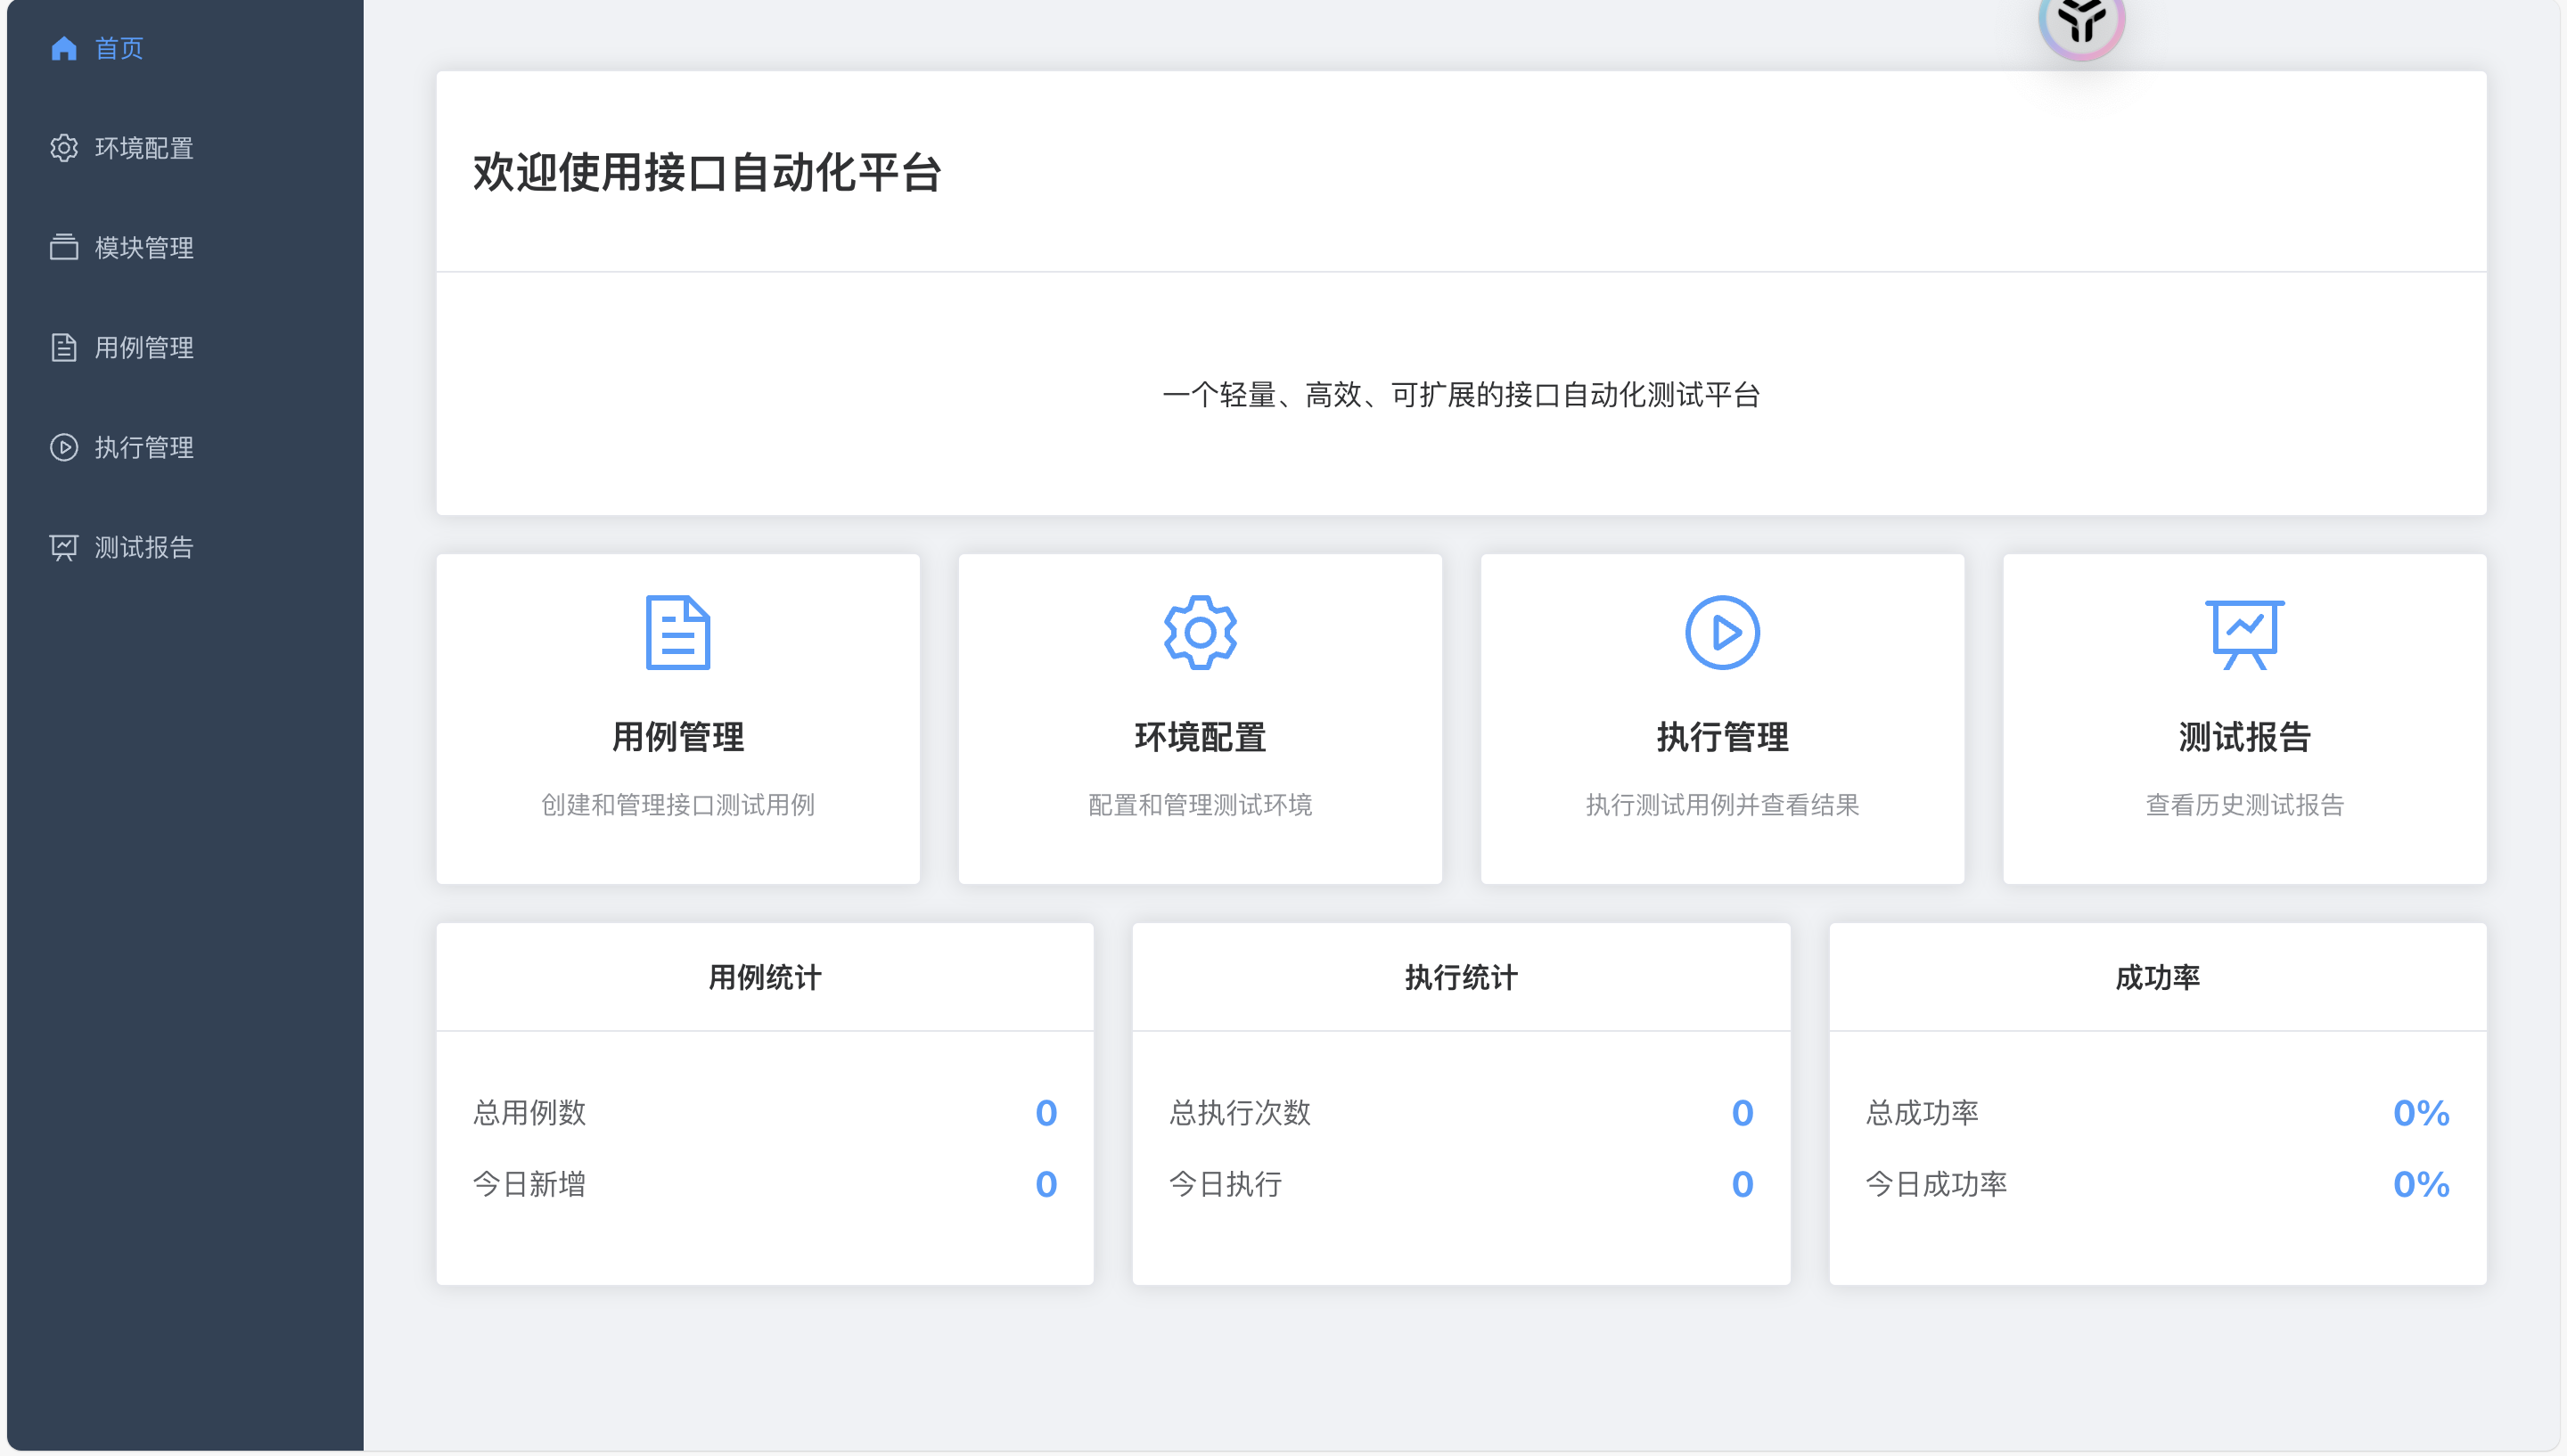 首页
环境配置
模块管理
用例管理
执行管理
测试报告
欢迎使用接口自动化平台
一个轻量、高效、可扩展的接口自动化测试平台
用例管理
创建和管理接口测试用例
环境配置
配置和管理测试环境
执行管理
执行测试用例并查看结果
测试报告
查看历史测试报告
用例统计
总用例数 0
今日新增 0
执行统计
总执行次数 0
今日执行 0
成功率
总成功率 0%
今日成功率 0%